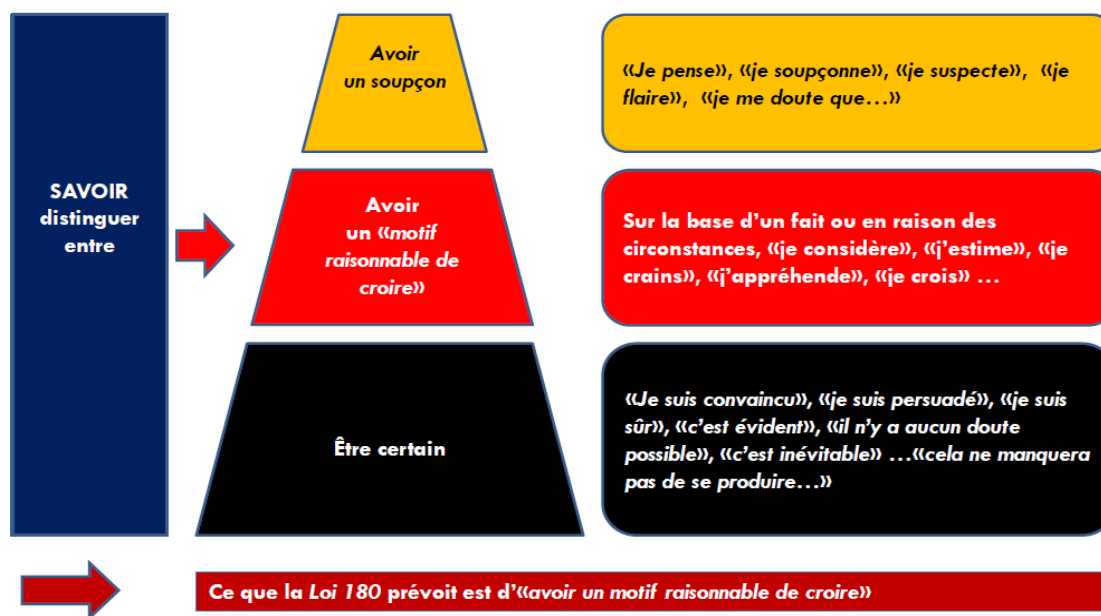 SAVOIR
distinguer
entre
Avoir
un soupçon
«Je pense», «je soupçonne», «je suspecte», «je
flaire», «je me doute que...»
Avoir
un «motif
raisonnable de
croire»
Sur la base d'un fait ou en raison des
circonstances, «je considère», «j'estime», «je
crains», «j'appréhende», «je crois» ...
Être certain
«Je suis convaincu», «je suis persuadé», «je suis
sûr», «c'est évident», «il n'y a aucun doute
possible», «c'est inévitable» ...«cela ne manquera
pas de se produire...»
Ce que la Loi 180 prévoit est d'«avoir un motif raisonnable de croire»